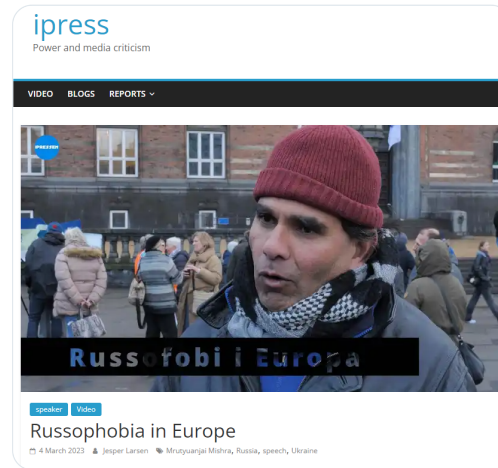 ipress
Power and media criticism
VIDEO BLOGS REPORTS
Russofobi i Europa
speaker Video
Russophobia in Europe
4 March 2023 Jesper Larsen Mrutyuanjai Mishra, Russia, speech, Ukraine